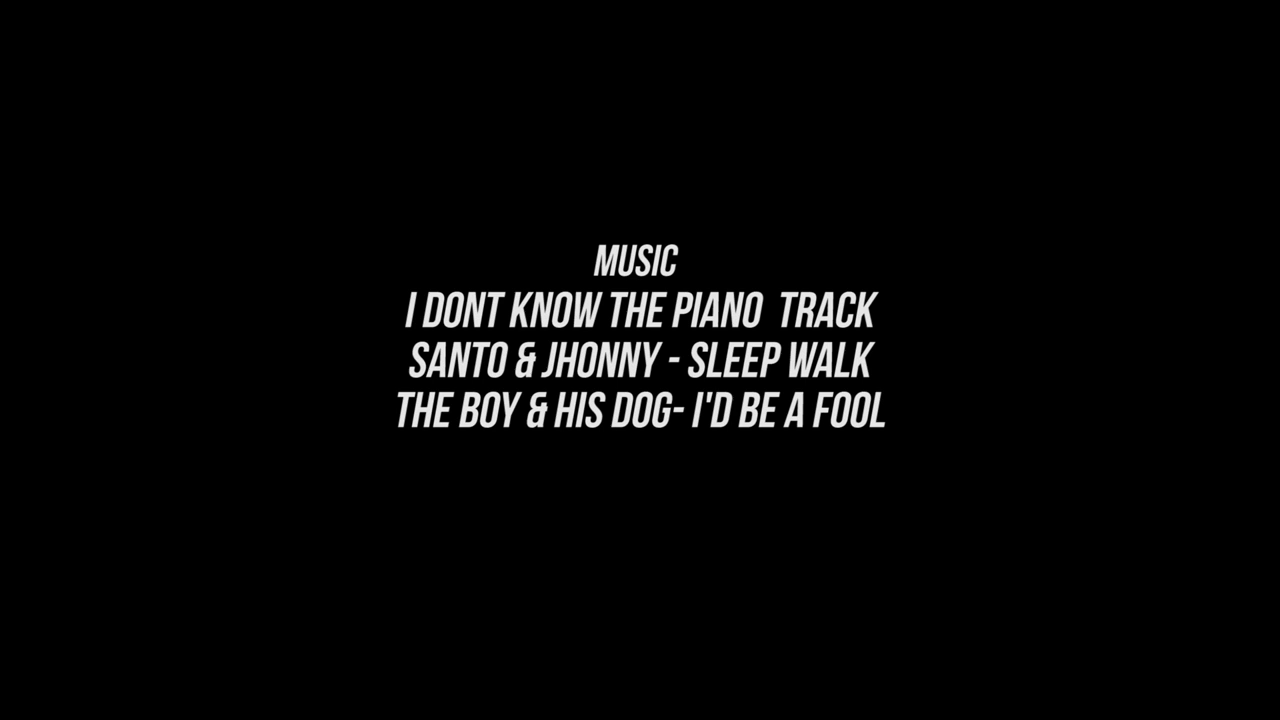 MUSIC
I DONT KNOW THE PIANO  TRACK
SANTO & JHONNY - SLEEP WALK
THE BOY & HIS DOG- I'D BE A FOOL